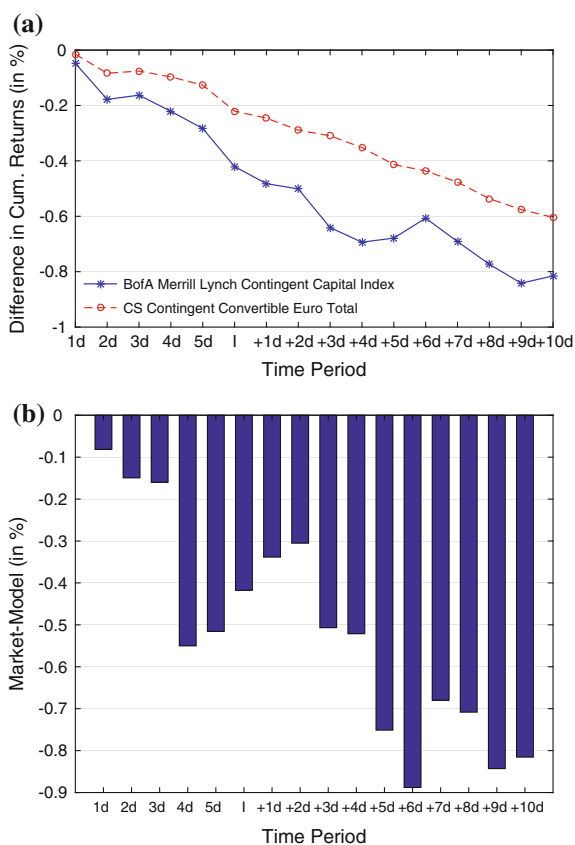 (a)
Difference in Cum. Returns (in %)
0
-0.2
-0.4
-0.6
-0.8
-1
BofA Merrill Lynch Contingent Capital Index
CS Contingent Convertible Euro Total
1d 2d 3d 4d 5d I +1d +2d +3d +4d +5d +6d +7d +8d +9d +10d
Time Period
(b)
Market-Model (in %)
0
-0.1
-0.2
-0.3
-0.4
-0.5
-0.6
-0.7
-0.8
-0.9
1d 2d 3d 4d 5d I +1d +2d +3d +4d +5d +6d +7d +8d +9d +10d
Time Period